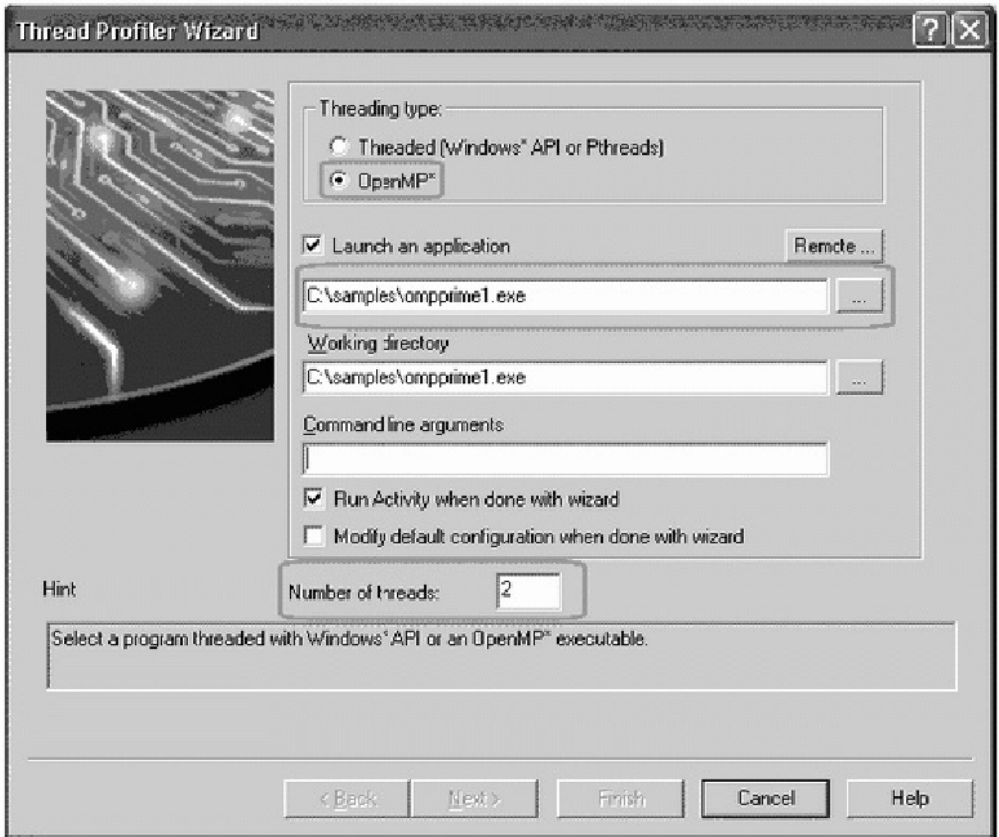 Thread Profiler Wizard
Threading type:
Threaded (Windows* API or Pthreads)
OpenMP*
Launch an application
Remote ...
C:\samples\ompprime1.exe
...
Working directory
C:\samples\ompprime1.exe
...
Command line arguments
Run Activity when done with wizard
Modify default configuration when done with wizard
Hint
Number of threads:
2
Select a program threaded with Windows* API or an OpenMP* executable.
< Back
Next >
Finish
Cancel
Help